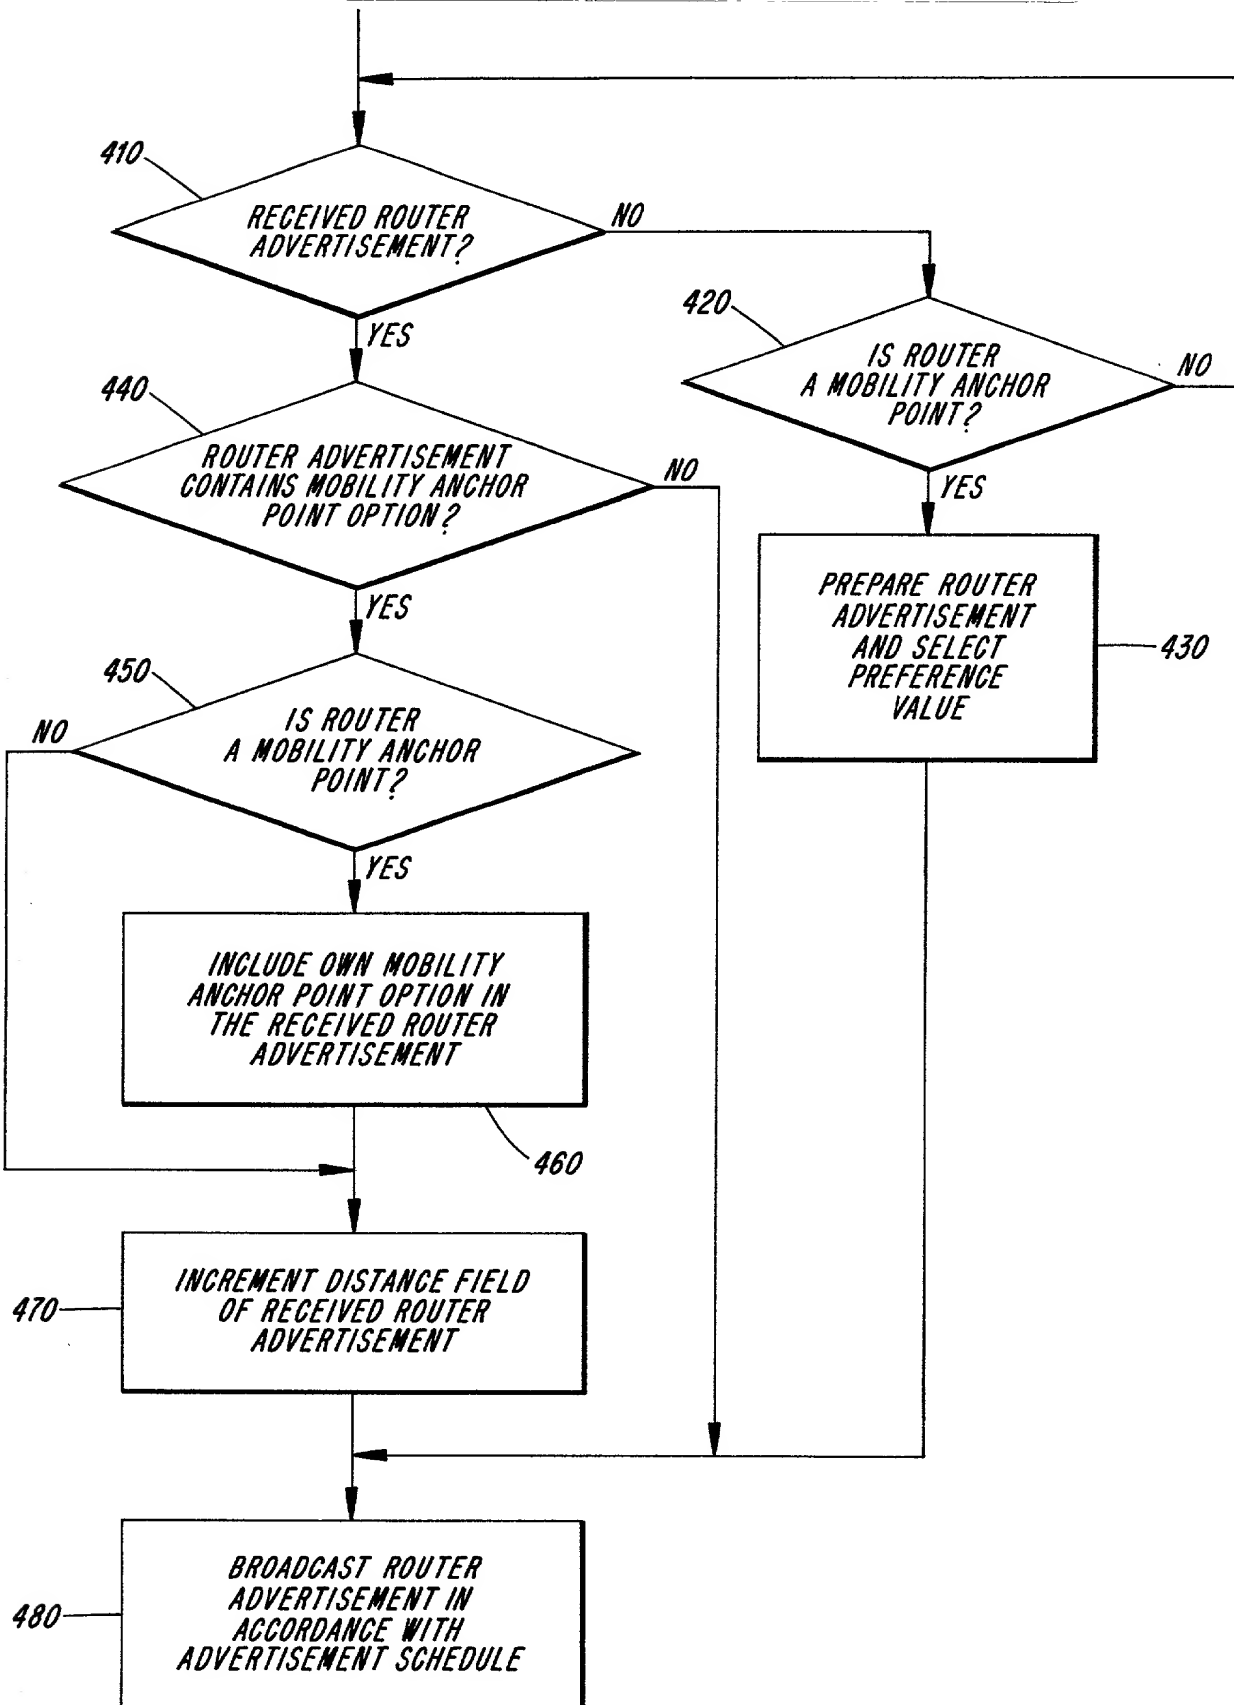 410
RECEIVED ROUTER
ADVERTISEMENT?
NO
YES
420
IS ROUTER
A MOBILITY ANCHOR
POINT?
NO
YES
440
ROUTER ADVERTISEMENT
CONTAINS MOBILITY ANCHOR
POINT OPTION?
NO
YES
PREPARE ROUTER
ADVERTISEMENT
AND SELECT
PREFERENCE
VALUE
430
450
NO
IS ROUTER
A MOBILITY ANCHOR
POINT?
YES
INCLUDE OWN MOBILITY
ANCHOR POINT OPTION IN
THE RECEIVED ROUTER
ADVERTISEMENT
460
INCREMENT DISTANCE FIELD
OF RECEIVED ROUTER
ADVERTISEMENT
470
BROADCAST ROUTER
ADVERTISEMENT IN
ACCORDANCE WITH
ADVERTISEMENT SCHEDULE
480